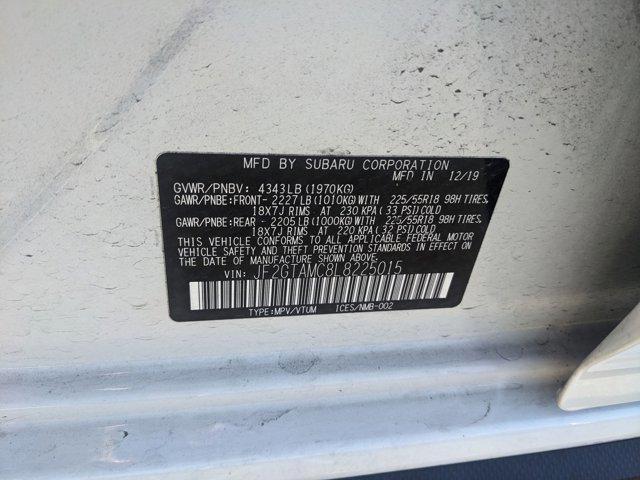 MFD BY SUBARU CORPORATION
MFD IN 12/19
GVWR/PNBV: 4343LB (1970KG)
GAWR/PNBE:FRONT- 2227LB (1010KG) WITH 225/55R18 98H TIRES,
18X7J RIMS AT 230 KPA (33 PSI)COLD
GAWR/PNBE:REAR - 2205LB (1000KG) WITH 225/55R18 98H TIRES,
18X7J RIMS AT 220 KPA (32 PSI)COLD
THIS VEHICLE CONFORMS TO ALL APPLICABLE FEDERAL MOTOR
VEHICLE SAFETY AND BUMPER STANDARDS IN EFFECT ON
THE DATE OF MANUFACTURE SHOWN ABOVE.
VIN: JF2GTAMC8L8225015
TYPE:MPV/VTUM ICES/NMB-002